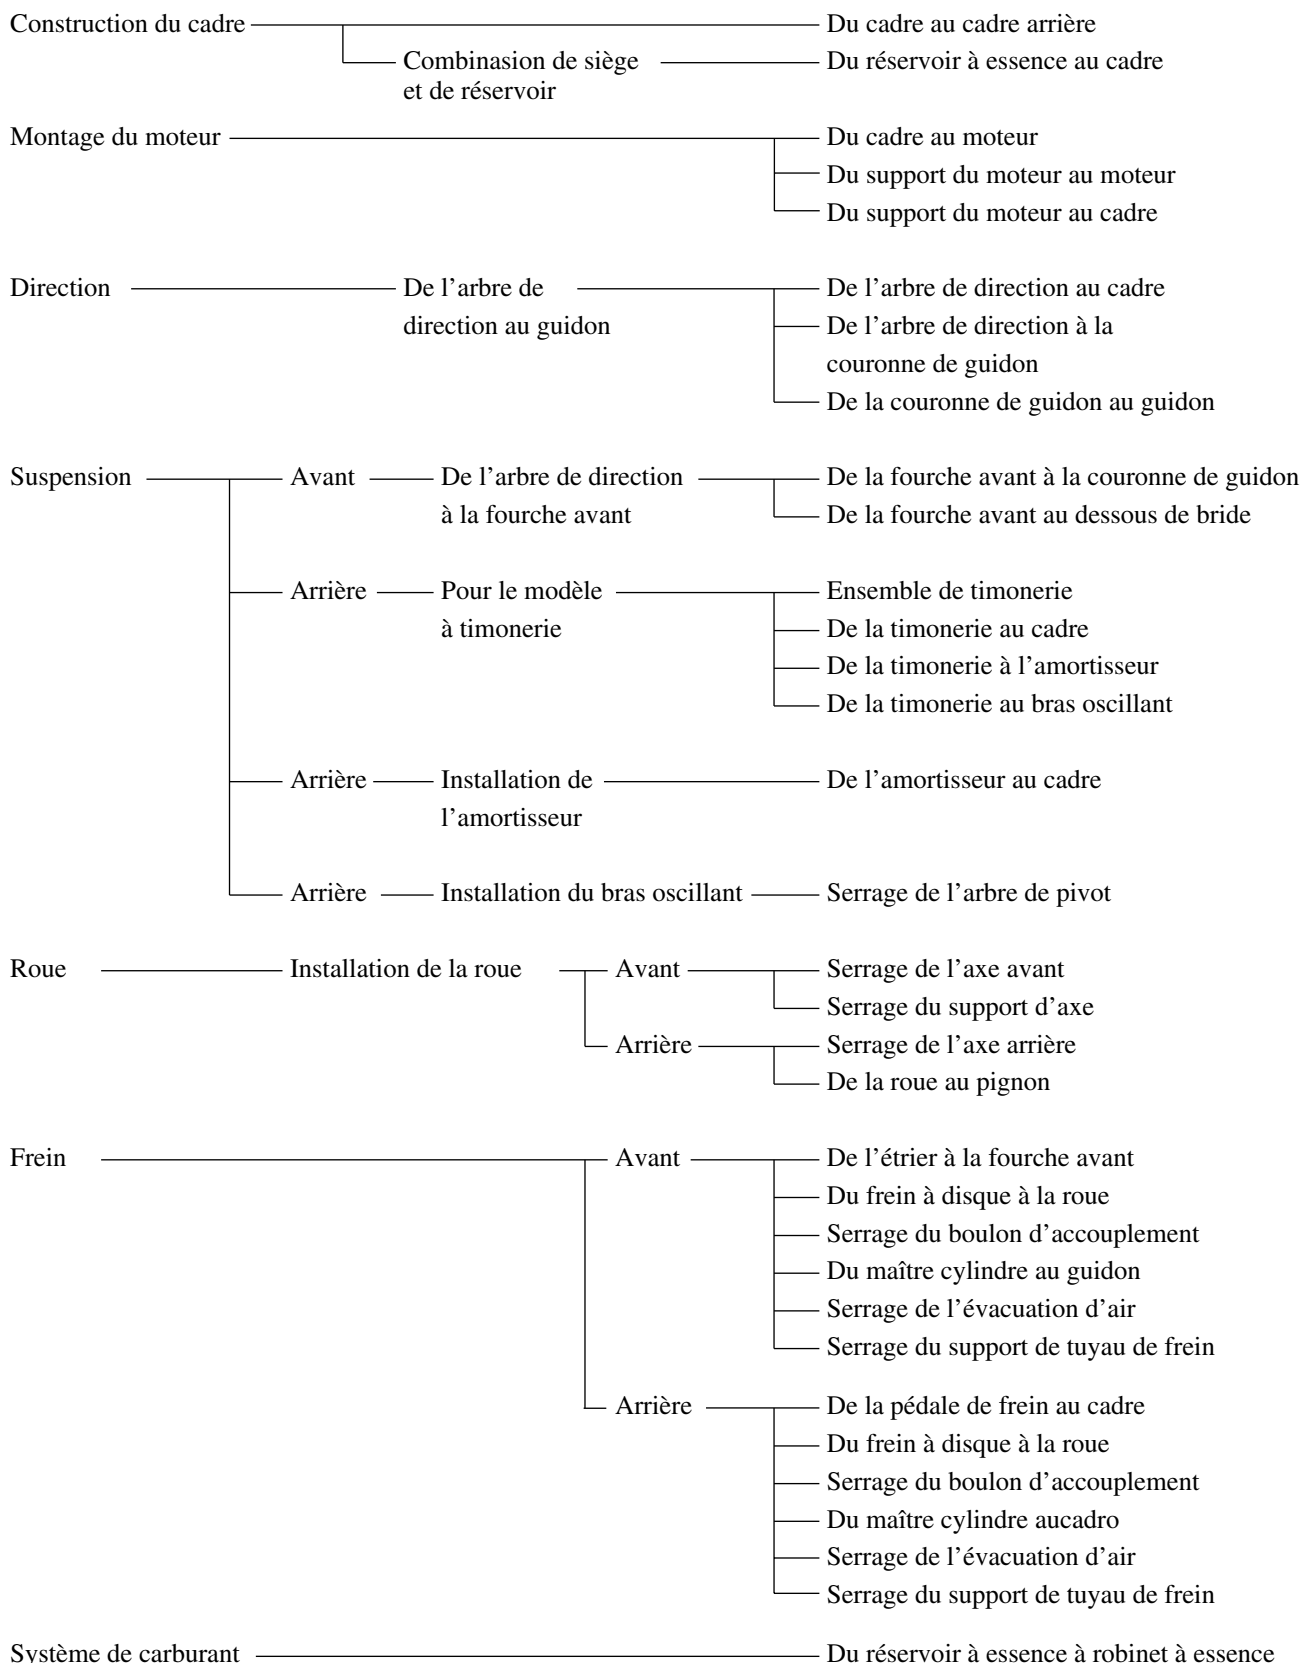 Construction du cadre Du cadre au cadre arrière
Combinasion de siège Du réservoir à essence au cadre
et de réservoir
Montage du moteur Du cadre au moteur
Du support du moteur au moteur
Du support du moteur au cadre
Direction De l'arbre de De l'arbre de direction au cadre
direction au guidon De l'arbre de direction à la
couronne de guidon
De la couronne de guidon au guidon
Suspension Avant De l'arbre de direction De la fourche avant à la couronne de guidon
à la fourche avant De la fourche avant au dessous de bride
Arrière Pour le modèle Ensemble de timonerie
à timonerie De la timonerie au cadre
De la timonerie à l'amortisseur
De la timonerie au bras oscillant
Arrière Installation de De l'amortisseur au cadre
l'amortisseur
Arrière Installation du bras oscillant Serrage de l'arbre de pivot
Roue Installation de la roue Avant Serrage de l'axe avant
Serrage du support d'axe
Arrière Serrage de l'axe arrière
De la roue au pignon
Frein Avant De l'étrier à la fourche avant
Du frein à disque à la roue
Serrage du boulon d'accouplement
Du maître cylindre au guidon
Serrage de l'évacuation d'air
Serrage du support de tuyau de frein
Arrière De la pédale de frein au cadre
Du frein à disque à la roue
Serrage du boulon d'accouplement
Du maître cylindre aucadro
Serrage de l'évacuation d'air
Serrage du support de tuyau de frein
Système de carburant Du réservoir à essence à robinet à essence